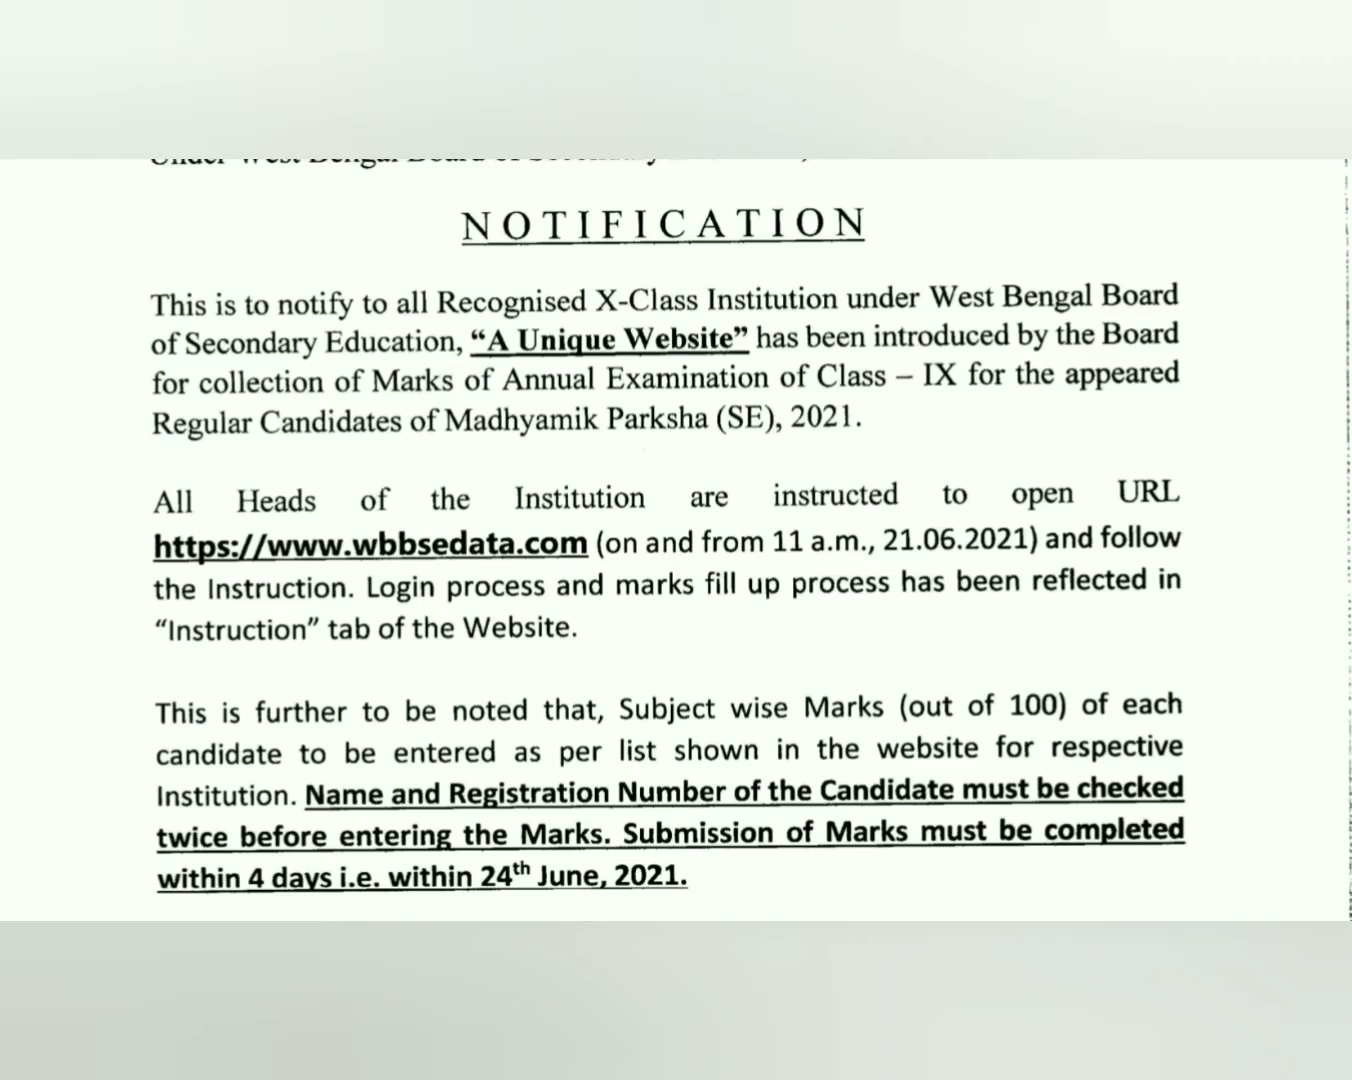 Under West Bengal Board of Secondary
NOTIFICATION
This is to notify to all Recognised X-Class Institution under West Bengal Board
of Secondary Education, “A Unique Website” has been introduced by the Board
for collection of Marks of Annual Examination of Class – IX for the appeared
Regular Candidates of Madhyamik Parksha (SE), 2021.
All Heads of the Institution are instructed to open URL
https://www.wbbsedata.com (on and from 11 a.m., 21.06.2021) and follow
the Instruction. Login process and marks fill up process has been reflected in
“Instruction” tab of the Website.
This is further to be noted that, Subject wise Marks (out of 100) of each
candidate to be entered as per list shown in the website for respective
Institution. Name and Registration Number of the Candidate must be checked
twice before entering the Marks. Submission of Marks must be completed
within 4 days i.e. within 24th June, 2021.